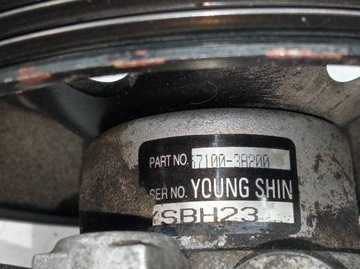 PART NO. 57100-3A200
SER NO. YOUNG SHIN
SBH23